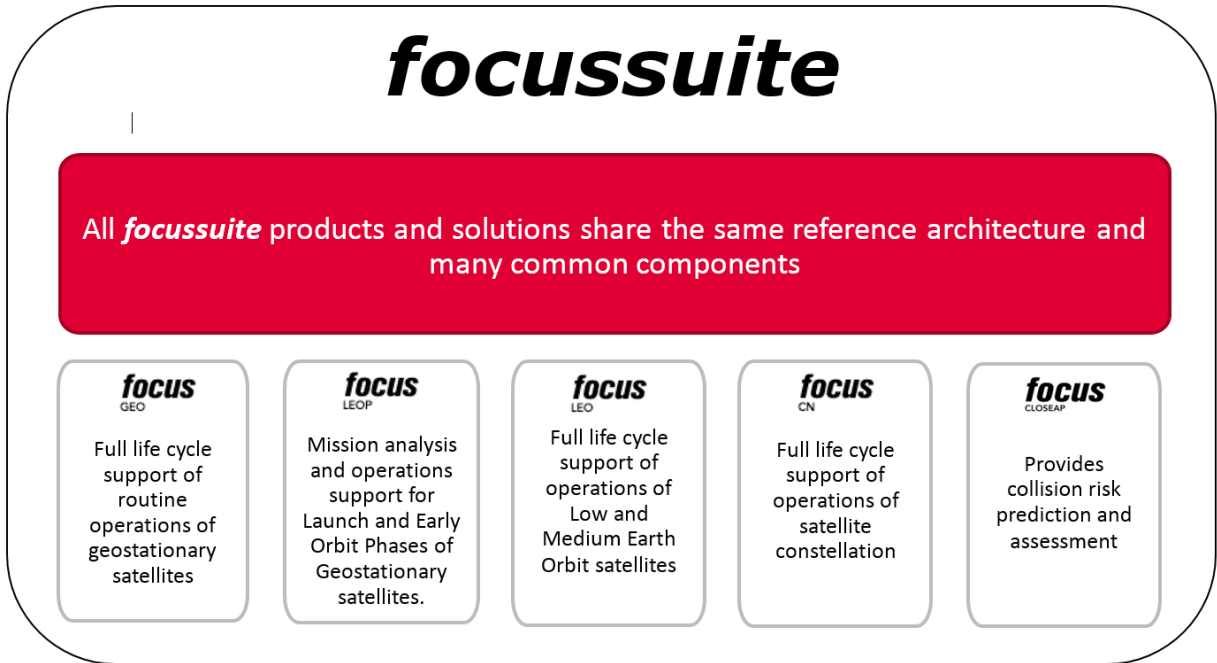 focussuite
All focussuite products and solutions share the same reference architecture and
many common components
focus
GEO
Full life cycle
support of
routine
operations of
geostationary
satellites
focus
LEOP
Mission analysis
and operations
support for
Launch and Early
Orbit Phases of
Geostationary
satellites.
focus
LEO
Full life cycle
support of
operations of
Low and
Medium Earth
Orbit satellites
focus
CN
Full life cycle
support of
operations of
satellite
constellation
focus
CLOSEAP
Provides
collision risk
prediction and
assessment